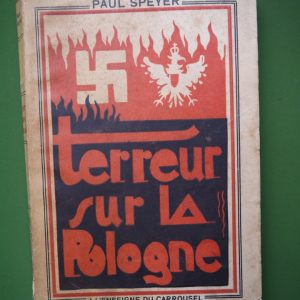 PAUL SPEYER
terreur
sur la
Pologne
A L'ENSEIGNE DU CARROUSEL